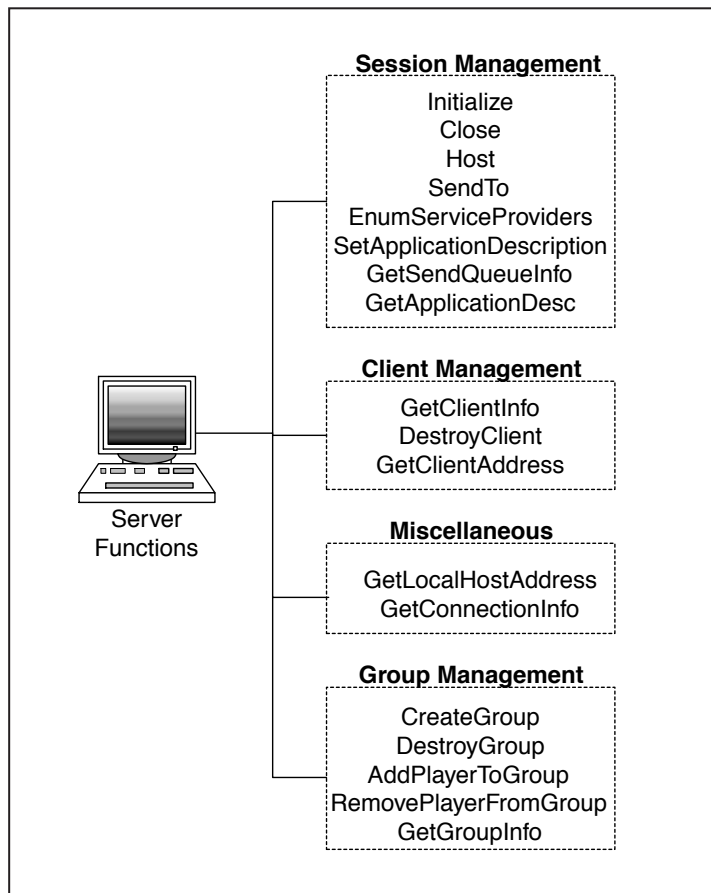 Session Management
Initialize
Close
Host
SendTo
EnumServiceProviders
SetApplicationDescription
GetSendQueueInfo
GetApplicationDesc
Client Management
GetClientInfo
DestroyClient
GetClientAddress
Server
Functions
Miscellaneous
GetLocalHostAddress
GetConnectionInfo
Group Management
CreateGroup
DestroyGroup
AddPlayerToGroup
RemovePlayerFromGroup
GetGroupInfo